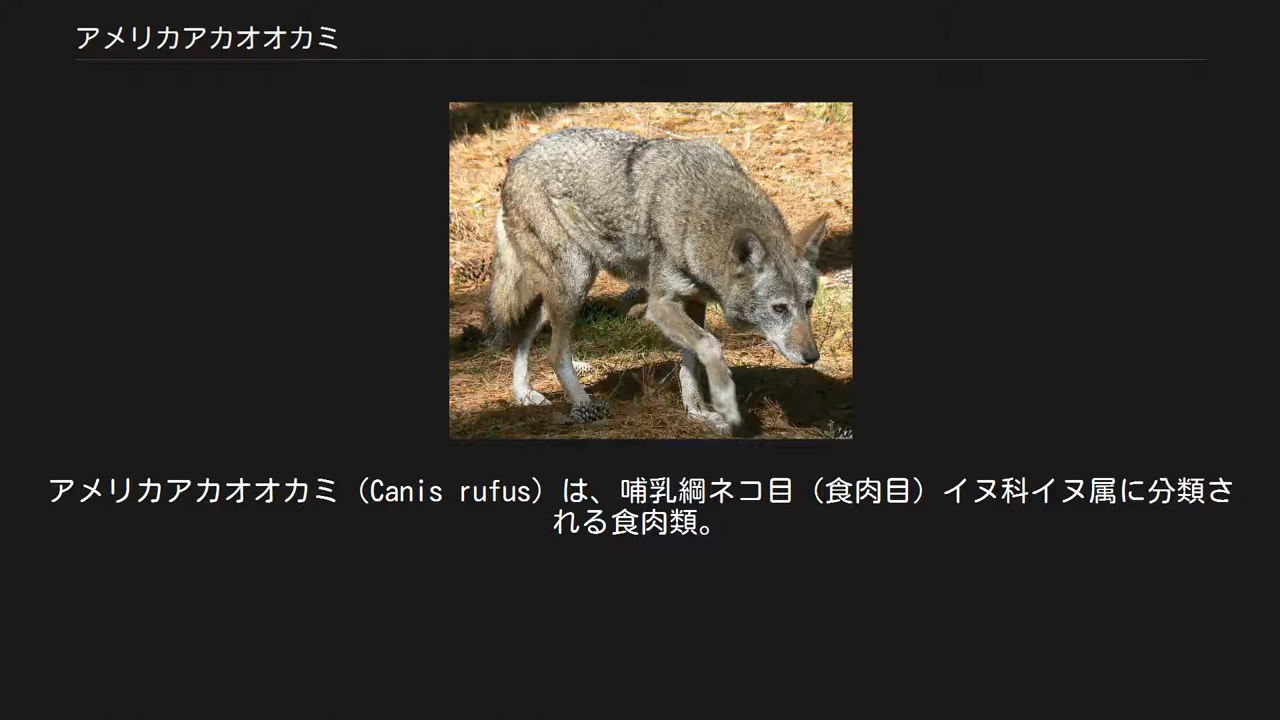 アメリカアカオオカミ
アメリカアカオオカミ（Canis rufus）は、哺乳綱ネコ目（食肉目）イヌ科イヌ属に分類さ
れる食肉類。